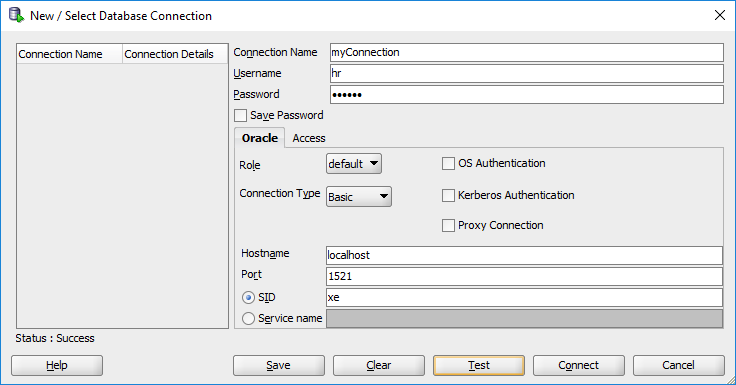 New / Select Database Connection
Connection Name Connection Details
Connection Name myConnection
Username hr
Password ••••••
Save Password
Oracle Access
Role default OS Authentication
Connection Type Basic Kerberos Authentication
Proxy Connection
Hostname localhost
Port 1521
SID xe
Service name
Status : Success
Help Save Clear Test Connect Cancel